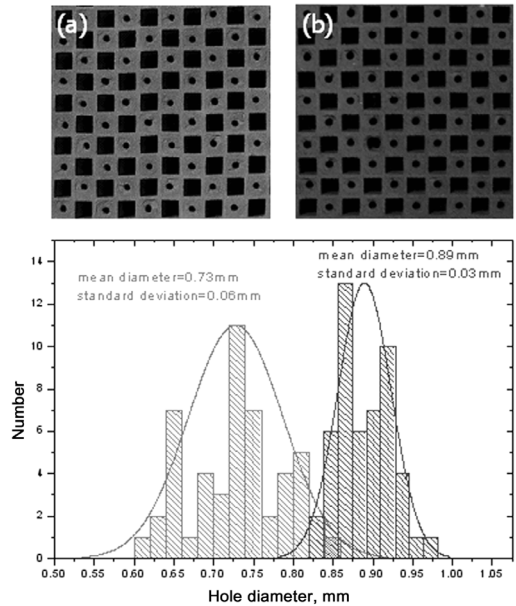 (a)
(b)
mean diameter=0.73mm
standard deviation=0.06mm
mean diameter=0.89mm
standard deviation=0.03mm
14
12
10
8
6
4
2
0
Number
0.50 0.55 0.60 0.65 0.70 0.75 0.80 0.85 0.90 0.95 1.00 1.05
Hole diameter, mm